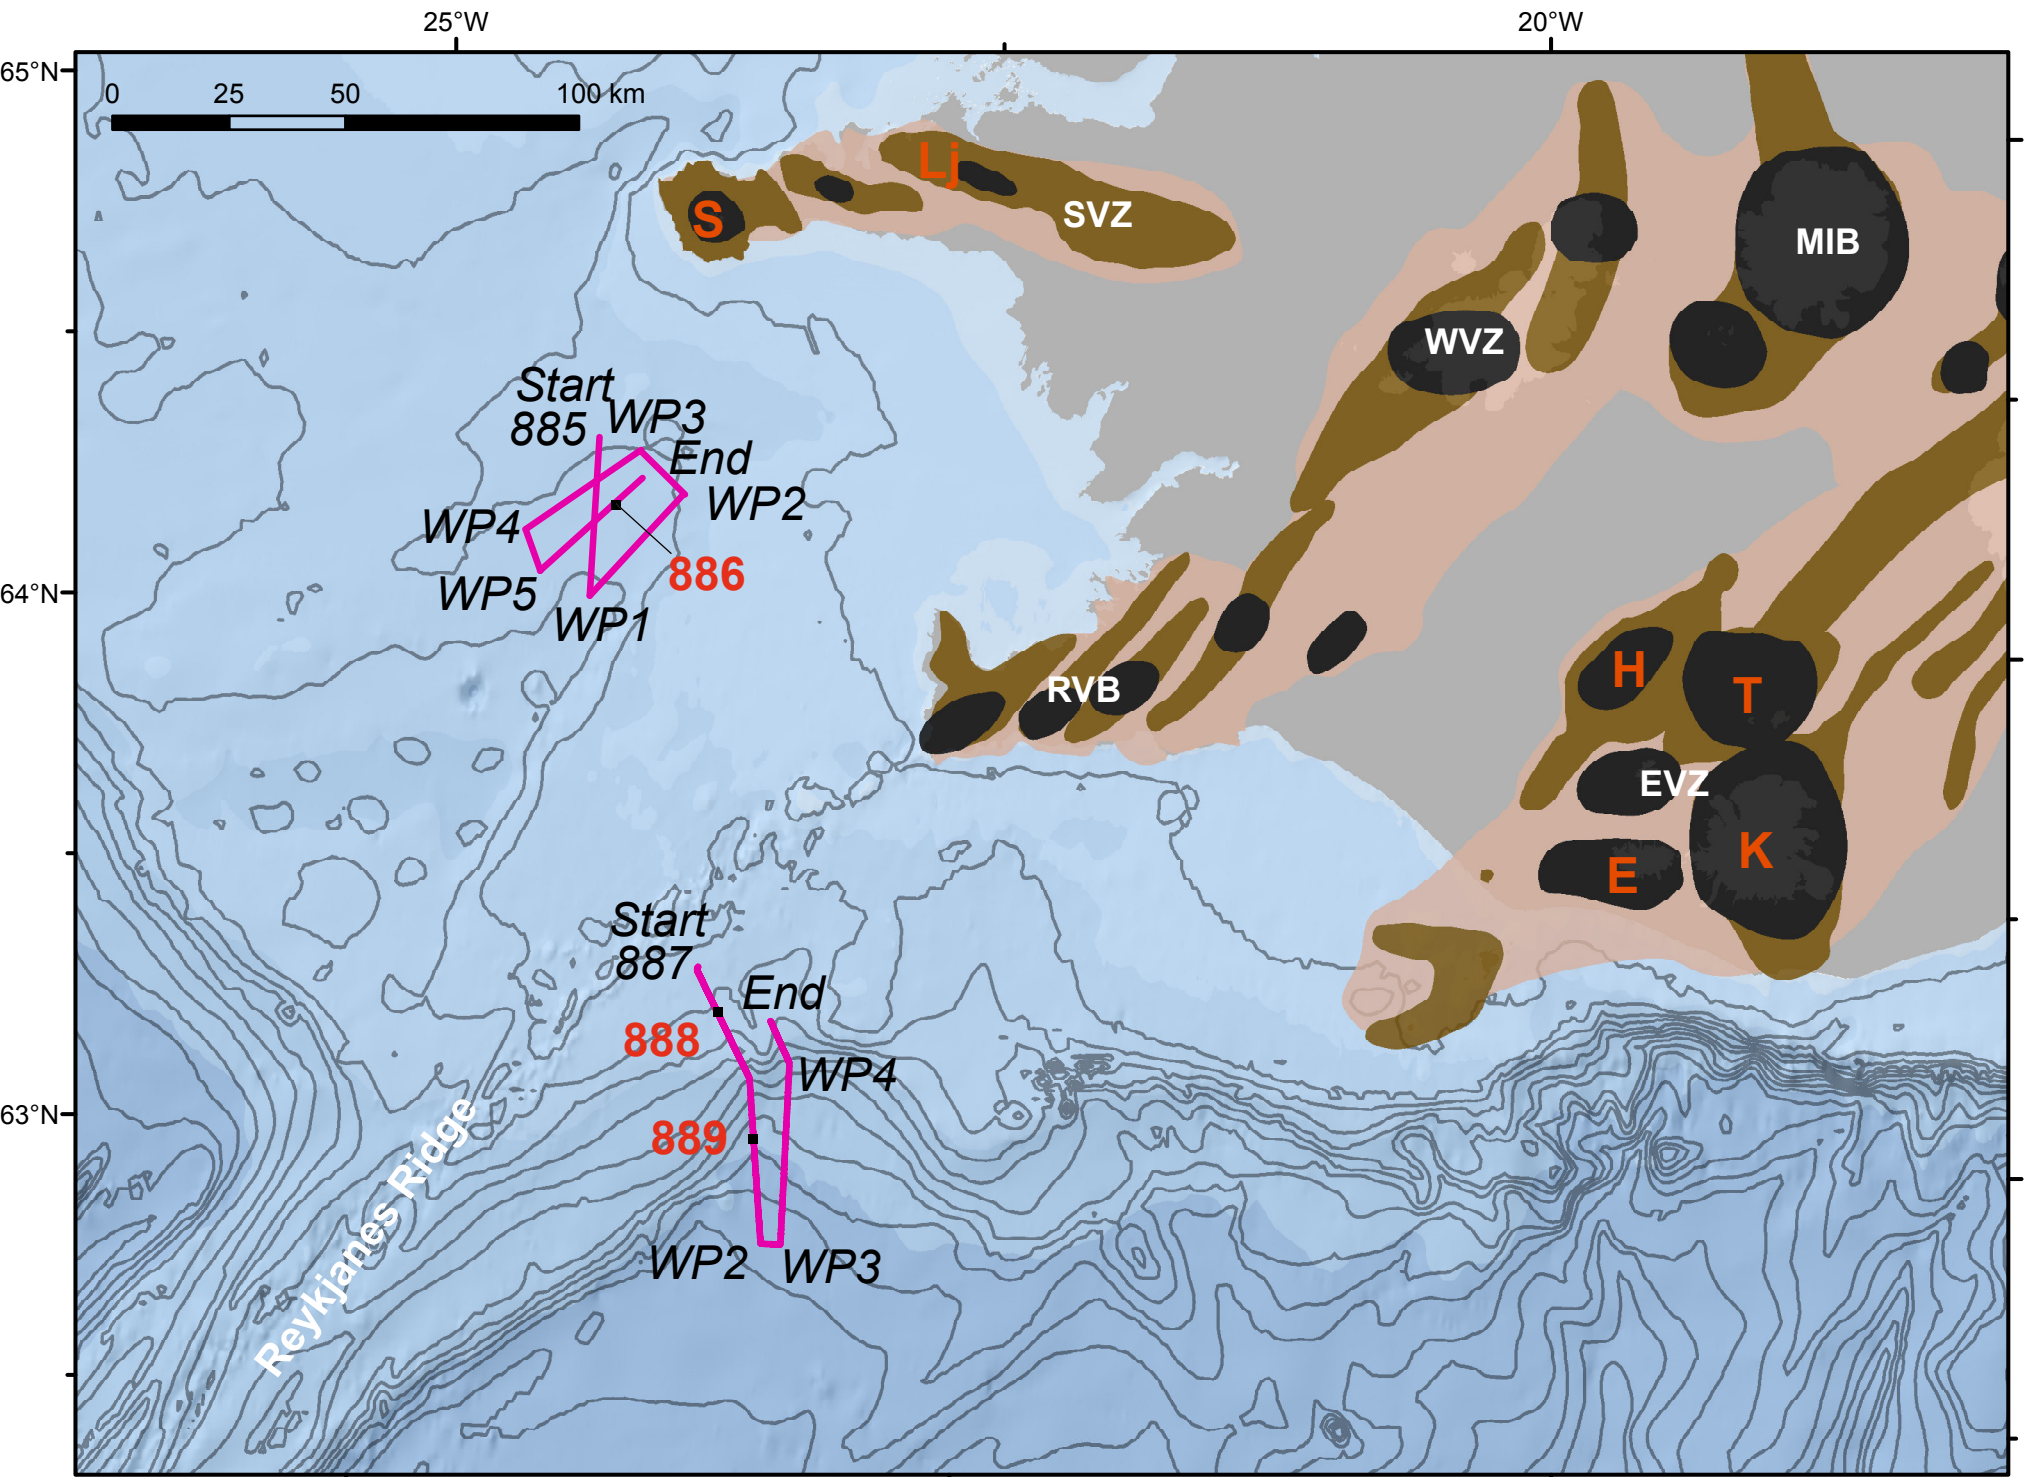 25°W
20°W
65°N
0
25
50
100 km
Lj
S
SVZ
MIB
WVZ
Start
885
WP3
End
WP2
WP4
886
64°N
WP5
WP1
H
RVB
T
EVZ
K
E
Start
887
End
888
WP4
63°N
889
Reykjanes Ridge
WP2
WP3